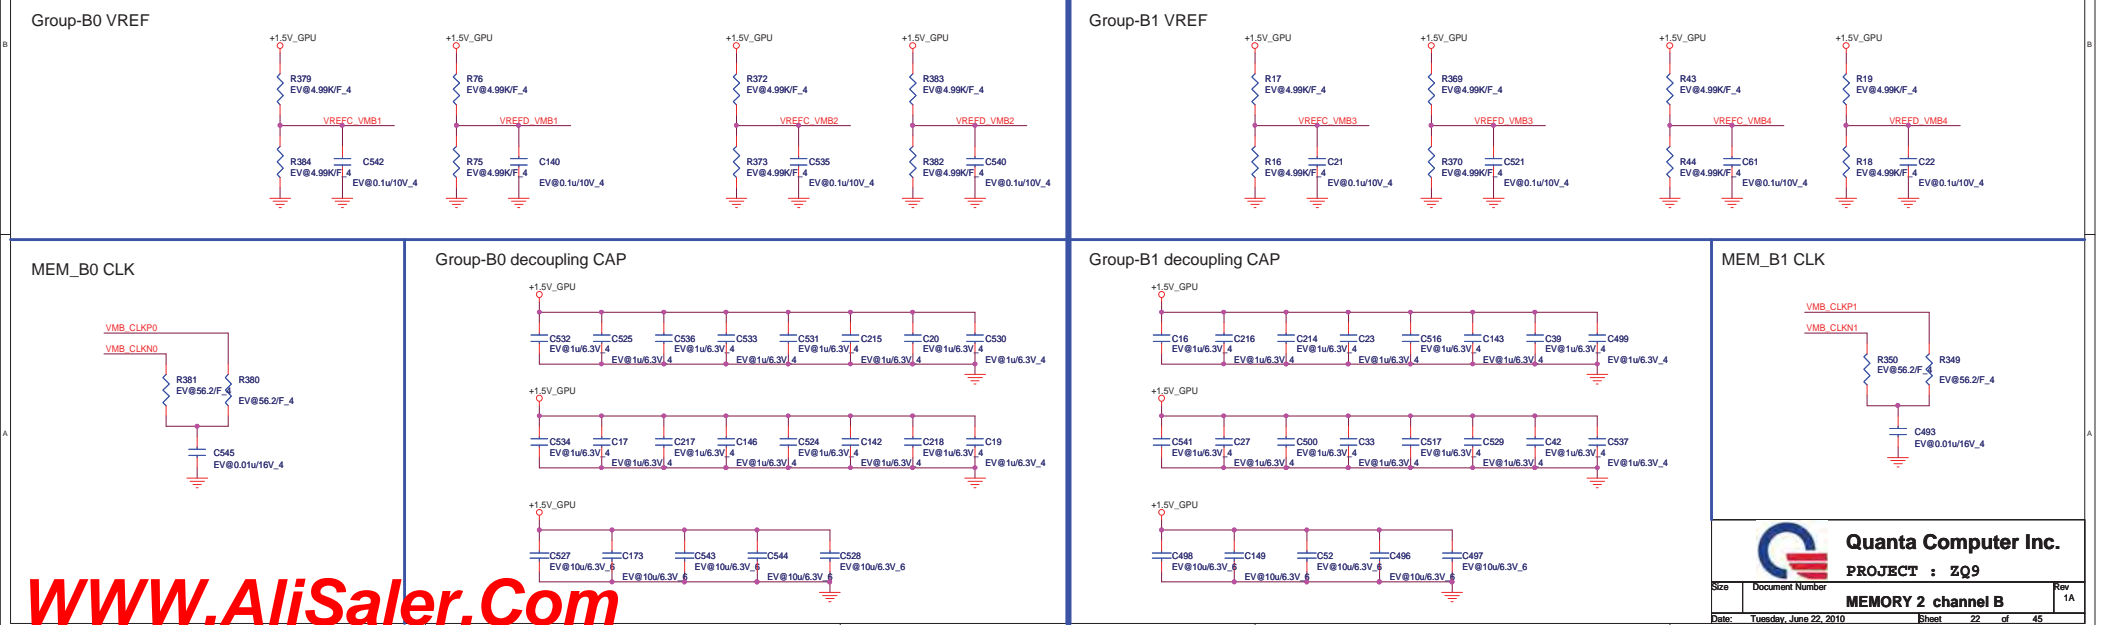 Group-B0 VREF
Group-B1 VREF
+1.5V_GPU +1.5V_GPU +1.5V_GPU +1.5V_GPU +1.5V_GPU +1.5V_GPU +1.5V_GPU +1.5V_GPU
B B
R379 R76 R372 R383 R17 R369 R43 R19
EV@4.99K/F_4 EV@4.99K/F_4 EV@4.99K/F_4 EV@4.99K/F_4 EV@4.99K/F_4 EV@4.99K/F_4 EV@4.99K/F_4 EV@4.99K/F_4
VREFC_VMB1 VREFD_VMB1 VREFC_VMB2 VREFD_VMB2 VREFC_VMB3 VREFD_VMB3 VREFC_VMB4 VREFD_VMB4
R384 C542 R75 C140 R373 C535 R382 C540 R16 C21 R370 C521 R44 C61 R18 C22
EV@4.99K/F_4 EV@4.99K/F_4 EV@4.99K/F_4 EV@4.99K/F_4 EV@4.99K/F_4 EV@4.99K/F_4 EV@4.99K/F_4 EV@4.99K/F_4
EV@0.1u/10V_4 EV@0.1u/10V_4 EV@0.1u/10V_4 EV@0.1u/10V_4 EV@0.1u/10V_4 EV@0.1u/10V_4 EV@0.1u/10V_4 EV@0.1u/10V_4
MEM_B0 CLK
VMB_CLKP0
VMB_CLKN0
R381 R380
EV@56.2/F_4
EV@56.2/F_4
C545
EV@0.01u/16V_4
A
Group-B0 decoupling CAP
+1.5V_GPU
C532 C525 C536 C533 C531 C215 C20 C530
EV@1u/6.3V_4 EV@1u/6.3V_4 EV@1u/6.3V_4 EV@1u/6.3V_4
EV@1u/6.3V_4 EV@1u/6.3V_4 EV@1u/6.3V_4 EV@1u/6.3V_4
+1.5V_GPU
C534 C17 C217 C146 C524 C142 C218 C19
EV@1u/6.3V_4 EV@1u/6.3V_4 EV@1u/6.3V_4 EV@1u/6.3V_4
EV@1u/6.3V_4 EV@1u/6.3V_4 EV@1u/6.3V_4 EV@1u/6.3V_4
+1.5V_GPU
C527 C173 C543 C544 C528
EV@10u/6.3V_6 EV@10u/6.3V_6 EV@10u/6.3V_6
EV@10u/6.3V_6 EV@10u/6.3V_6
Group-B1 decoupling CAP
+1.5V_GPU
C16 C216 C214 C23 C516 C143 C39 C499
EV@1u/6.3V_4 EV@1u/6.3V_4 EV@1u/6.3V_4 EV@1u/6.3V_4
EV@1u/6.3V_4 EV@1u/6.3V_4 EV@1u/6.3V_4 EV@1u/6.3V_4
+1.5V_GPU
C541 C27 C500 C33 C517 C529 C42 C537
EV@1u/6.3V_4 EV@1u/6.3V_4 EV@1u/6.3V_4 EV@1u/6.3V_4
EV@1u/6.3V_4 EV@1u/6.3V_4 EV@1u/6.3V_4 EV@1u/6.3V_4
+1.5V_GPU
C498 C149 C52 C496 C497
EV@10u/6.3V_6 EV@10u/6.3V_6 EV@10u/6.3V_6
EV@10u/6.3V_6 EV@10u/6.3V_6
MEM_B1 CLK
VMB_CLKP1
VMB_CLKN1
R350 R349
EV@56.2/F_4
EV@56.2/F_4
C493
EV@0.01u/16V_4
A
WWW.AliSaler.Com
Quanta Computer Inc.
PROJECT : ZQ9
Size Document Number Rev
MEMORY 2 channel B 1A
Date: Tuesday, June 22, 2010 Sheet 22 of 45